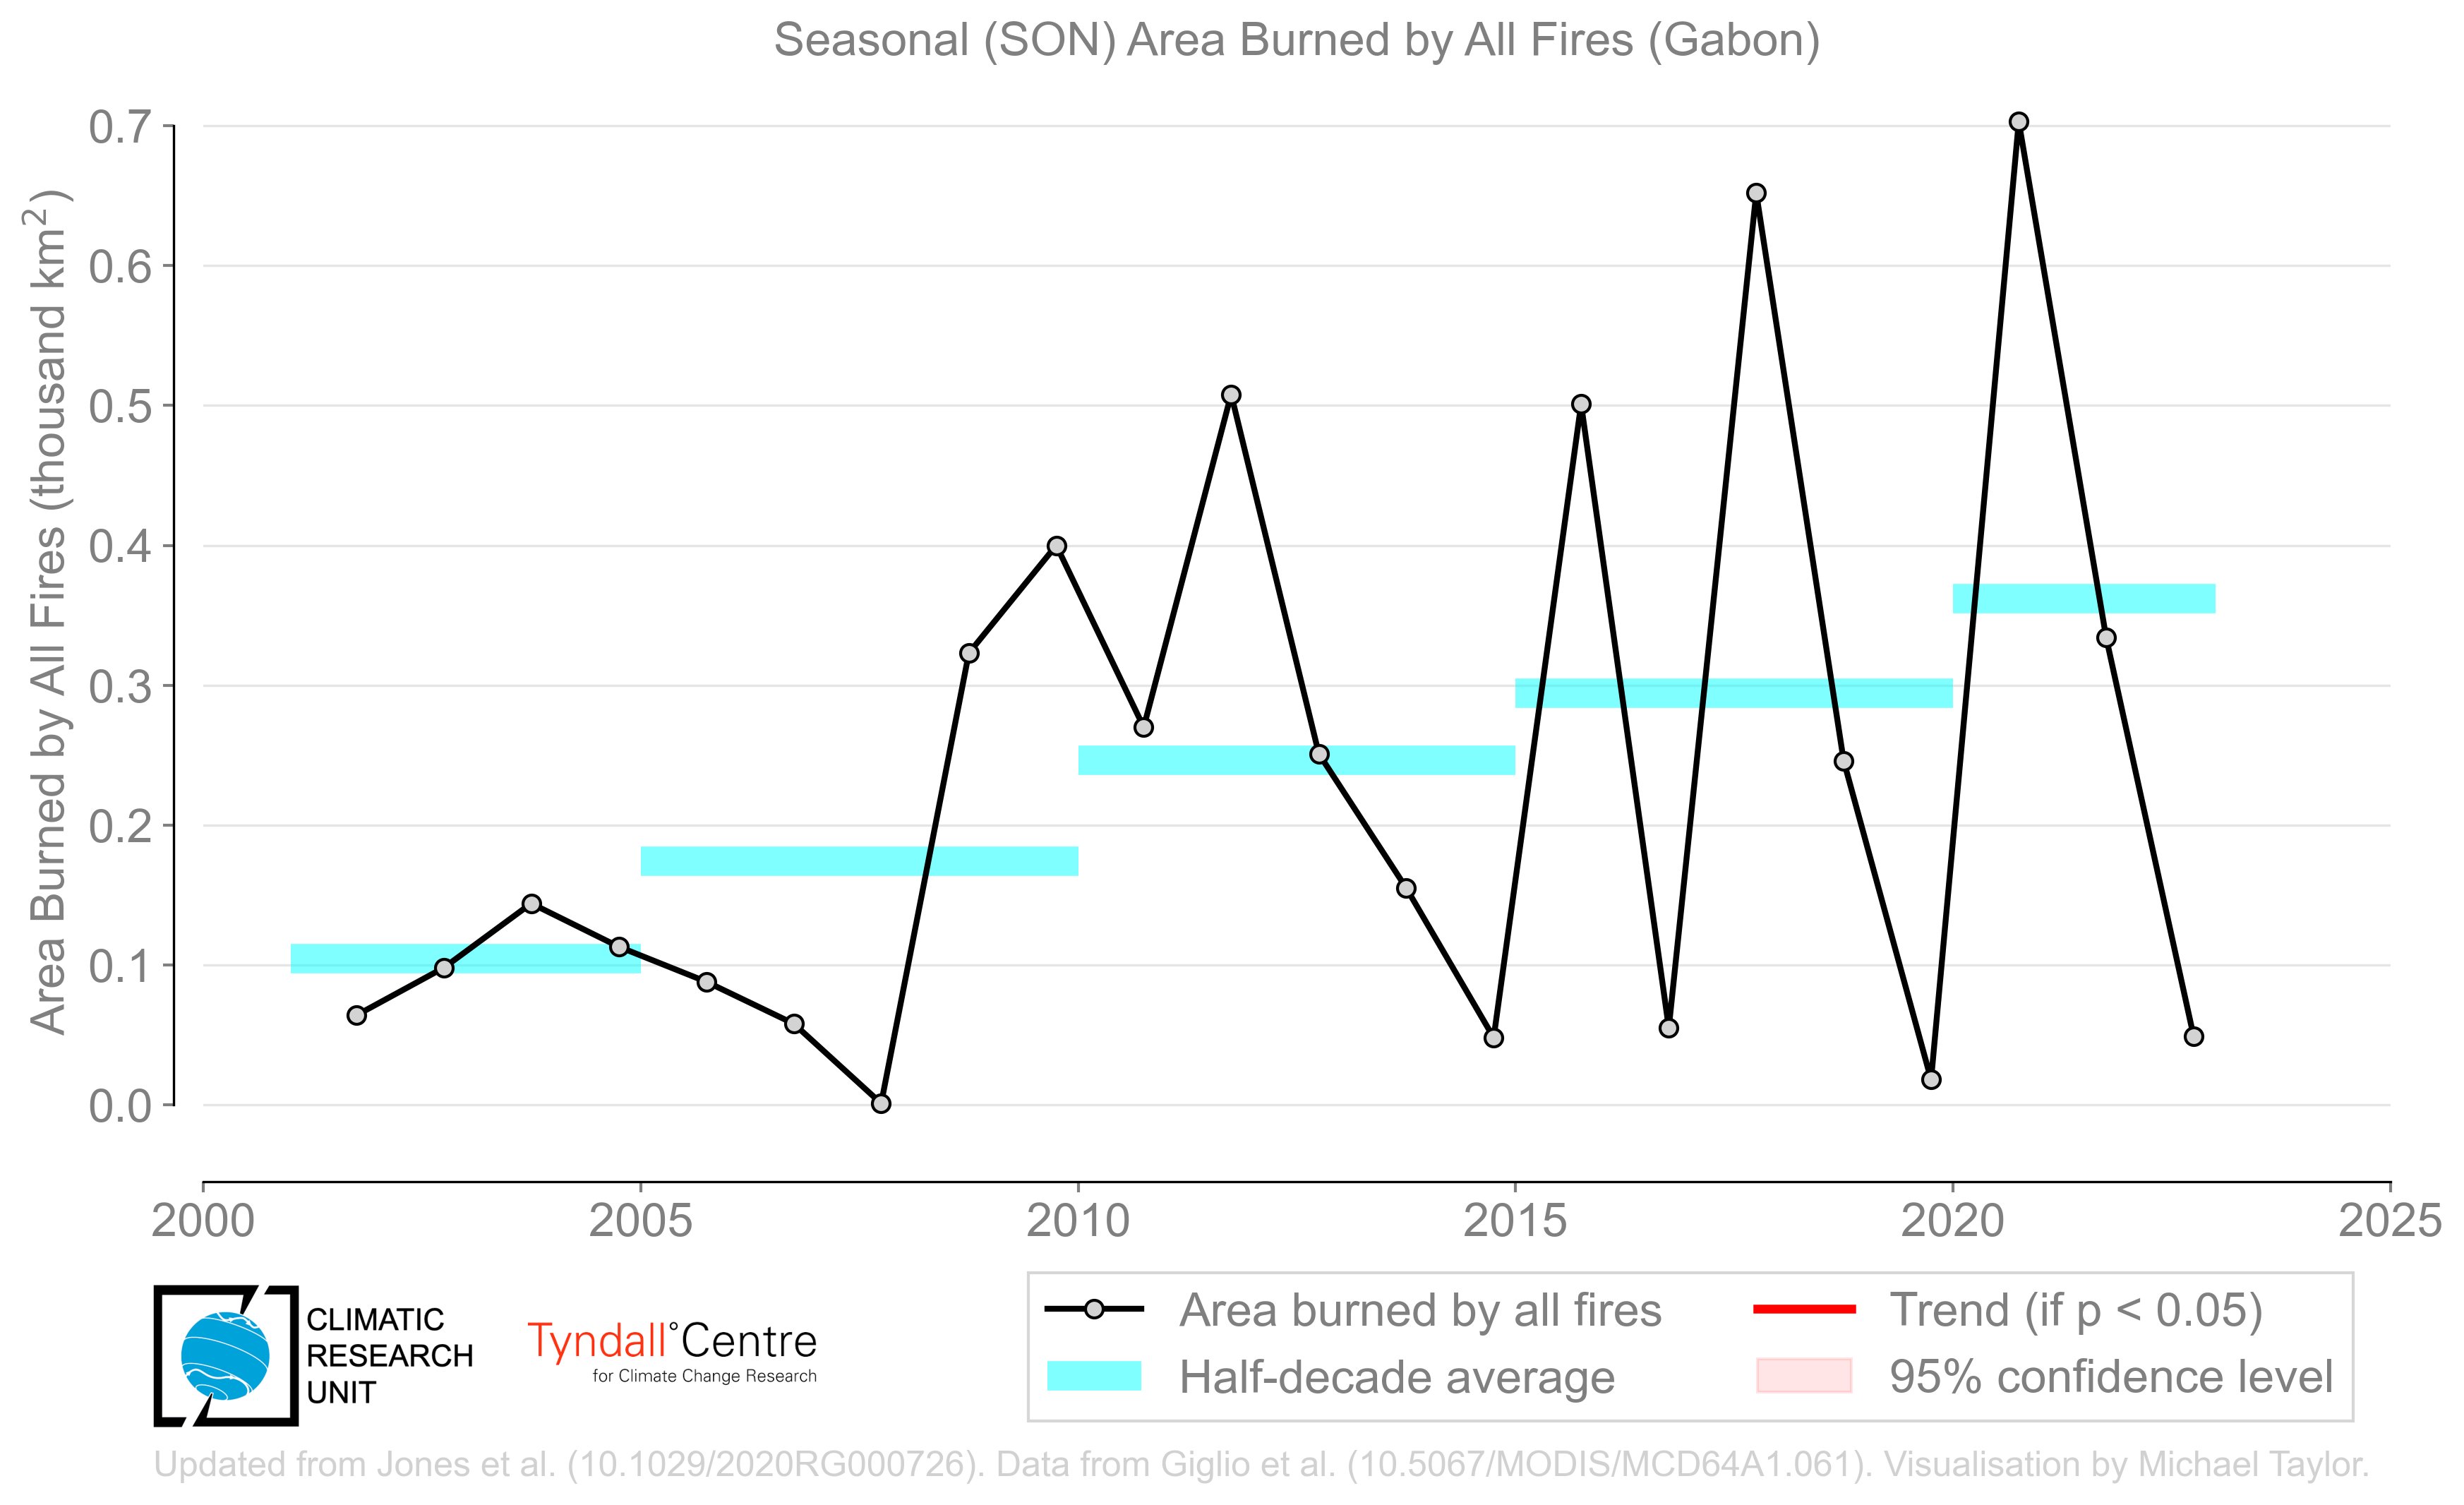 Seasonal (SON) Area Burned by All Fires (Gabon)
Area Burned by All Fires (thousand km²)
0.7
0.6
0.5
0.4
0.3
0.2
0.1
0.0
2000 2005 2010 2015 2020 2025
CLIMATIC
RESEARCH
UNIT
Tyndall°Centre
for Climate Change Research
Area burned by all fires
Half-decade average
Trend (if p < 0.05)
95% confidence level
Updated from Jones et al. (10.1029/2020RG000726). Data from Giglio et al. (10.5067/MODIS/MCD64A1.061). Visualisation by Michael Taylor.